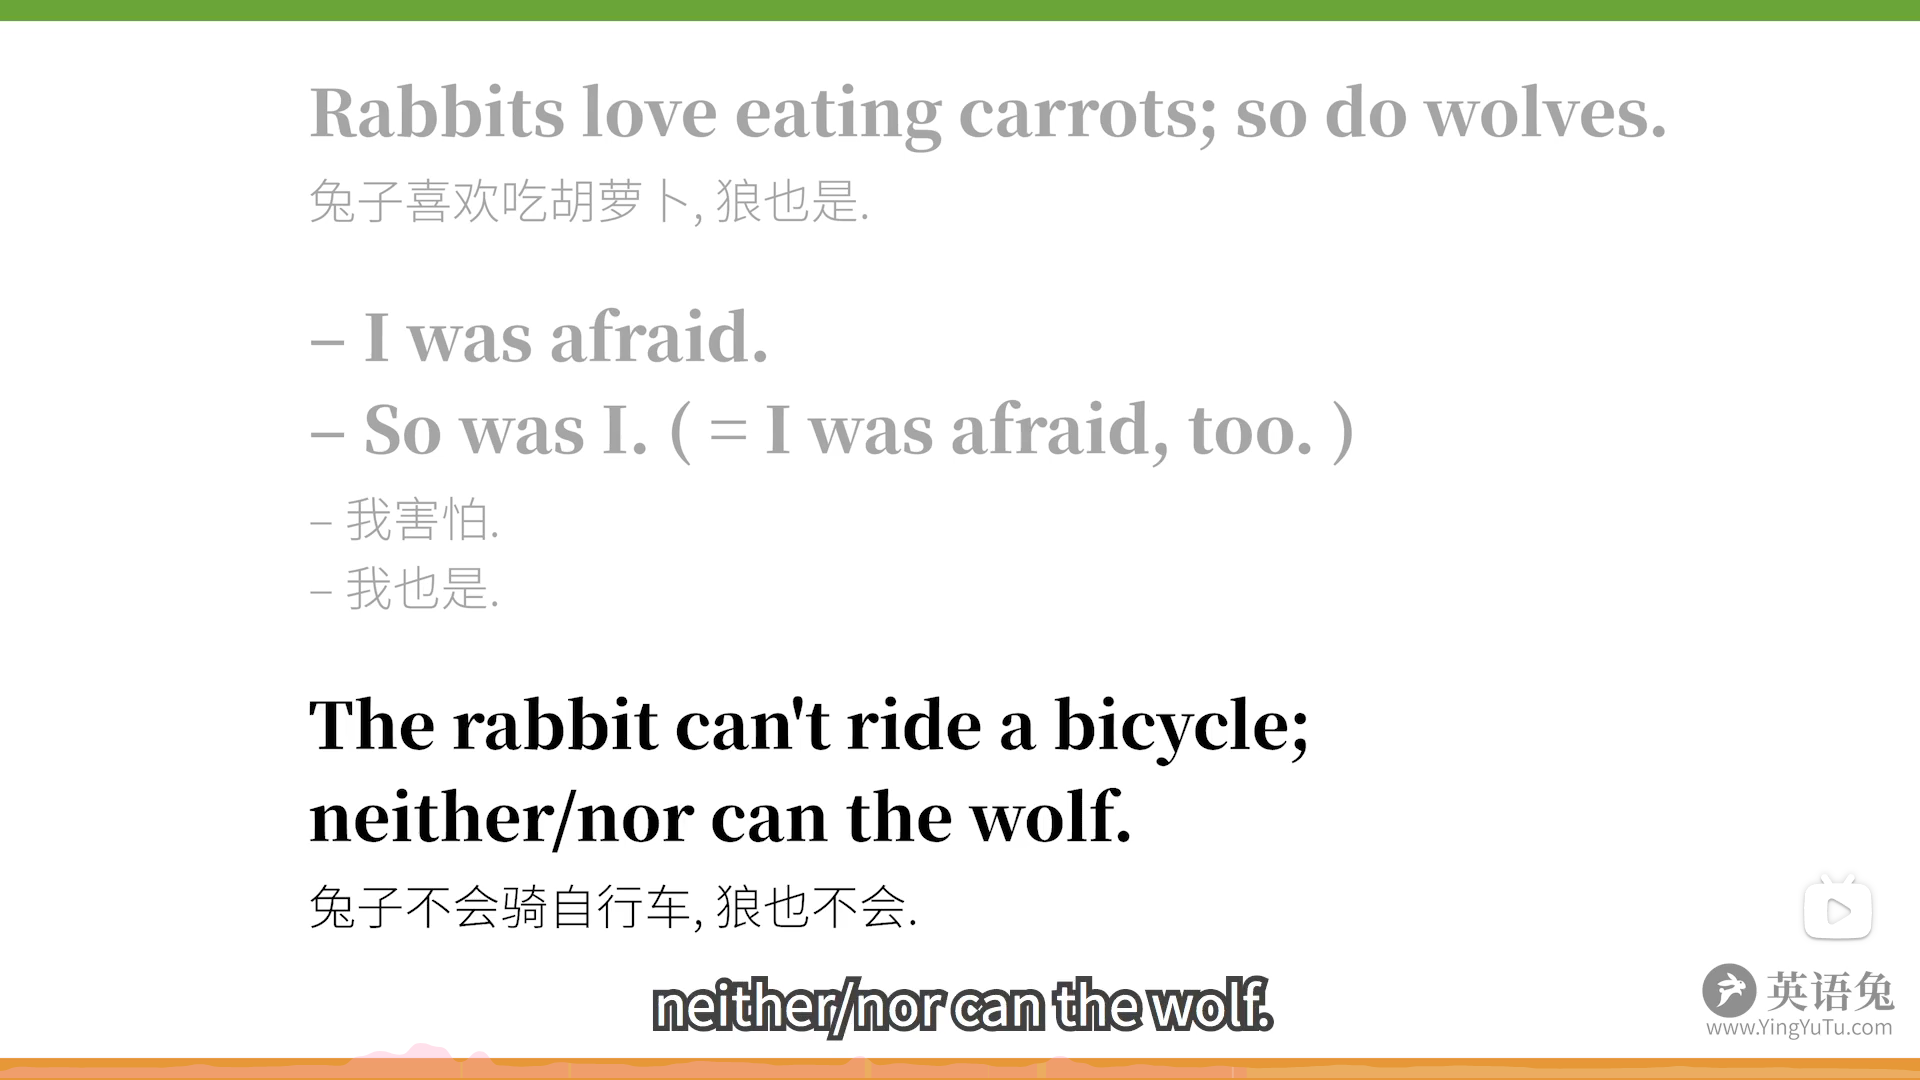 Rabbits love eating carrots; so do wolves.
兔子喜欢吃胡萝卜, 狼也是.
– I was afraid.
– So was I. ( = I was afraid, too. )
– 我害怕.
– 我也是.
The rabbit can't ride a bicycle;
neither/nor can the wolf.
兔子不会骑自行车, 狼也不会.
neither/nor can the wolf.
英语兔
www.YingYuTu.com